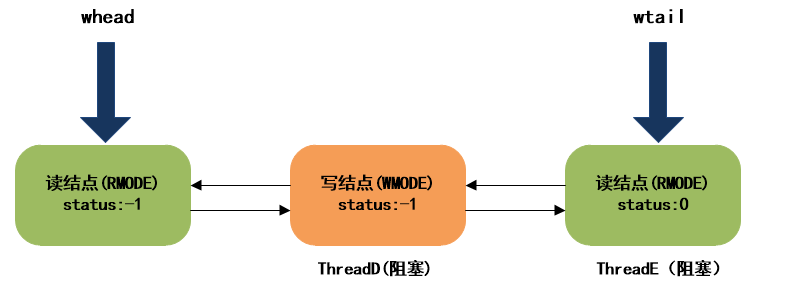 whead
wtail
读结点(RMODE)
status:-1
写结点(WMODE)
status:-1
读结点(RMODE)
status:0
ThreadD(阻塞)
ThreadE（阻塞）